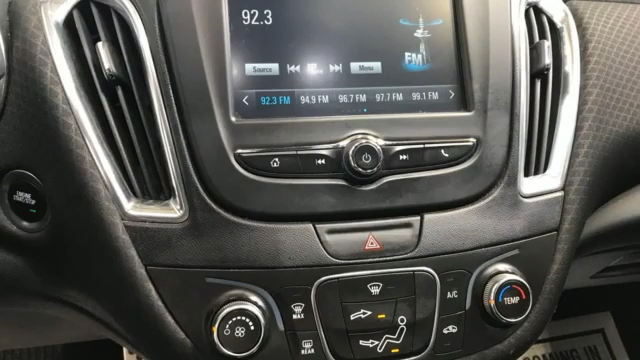 92.3
FM
Source
Menu
92.3 FM 94.9 FM 96.7 FM 97.7 FM 99.1 FM
ENGINE
START/STOP
MAX
A/C
TEMP
REAR